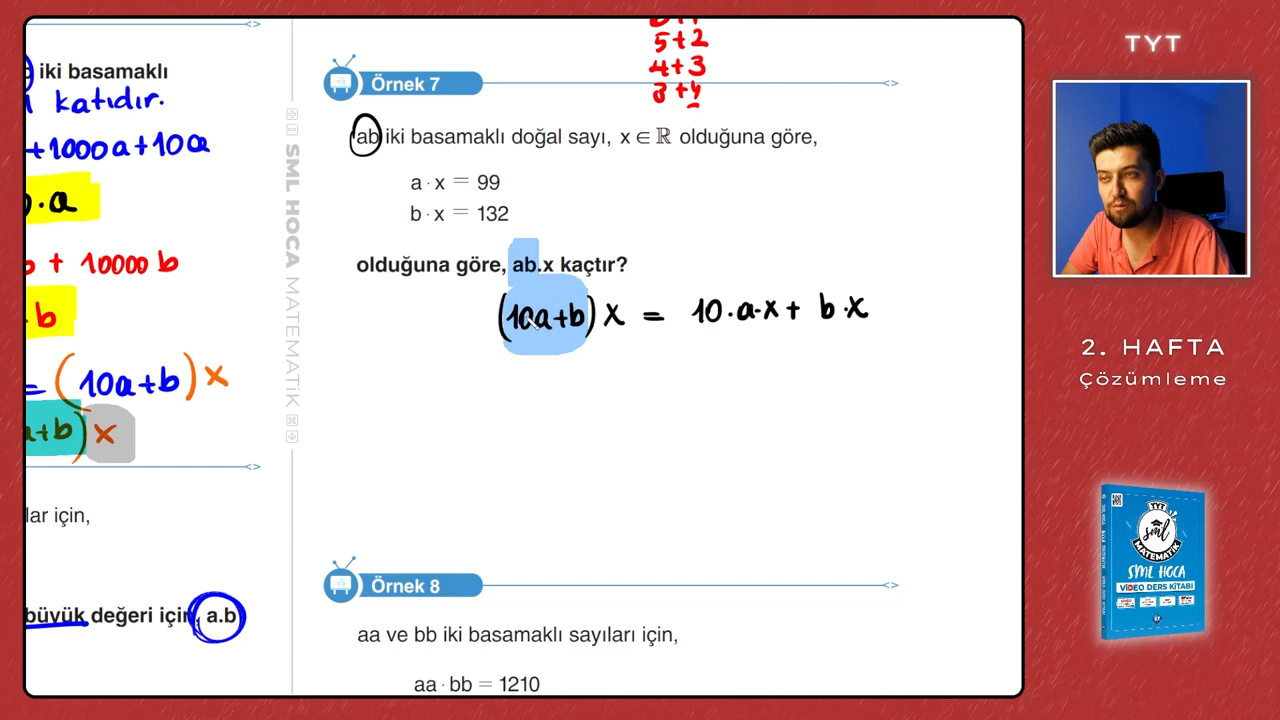 iki basamaklı
katıdır.
+1000a+10a
.a
+ 10000 b
b
= (10a+b) x
a+b) x
lar için,
büyük değeri için, a.b
SML HOCA MATEMATİK
5+2
4+3
3+4
Örnek 7
ab iki basamaklı doğal sayı, x ∈ ℝ olduğuna göre,
a · x = 99
b · x = 132
olduğuna göre, ab.x kaçtır?
(10a+b) x = 10.a.x + b.x
Örnek 8
aa ve bb iki basamaklı sayıları için,
aa · bb = 1210
TYT
2. HAFTA
Çözümleme
TYT
sml
MATEMATİK
SML HOCA
VİDEO DERS KİTABI